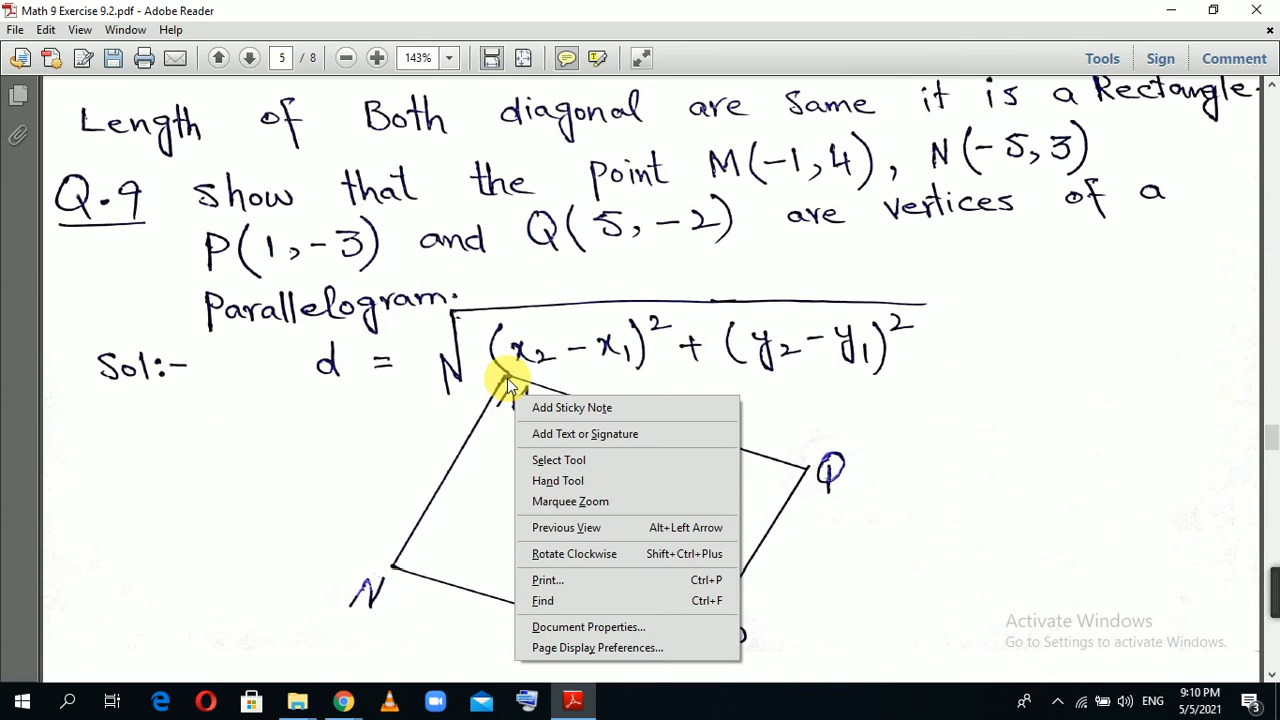 Math 9 Exercise 9.2.pdf - Adobe Reader
File Edit View Window Help
5 / 8 143% Tools Sign Comment
Length of Both diagonal are same it is a Rectangle.
Q.9 show that the point M(-1,4), N(-5,3)
P(1,-3) and Q(5,-2) are vertices of a
Parallelogram.
Sol:- d = √(x₂-x₁)² + (y₂-y₁)²
Add Sticky Note
Add Text or Signature
Select Tool
Hand Tool
Marquee Zoom
Previous View Alt+Left Arrow
Rotate Clockwise Shift+Ctrl+Plus
Print... Ctrl+P
Find Ctrl+F
Document Properties...
Page Display Preferences...
Q
N
Activate Windows
Go to Settings to activate Windows.
ENG
9:10 PM
5/5/2021
3